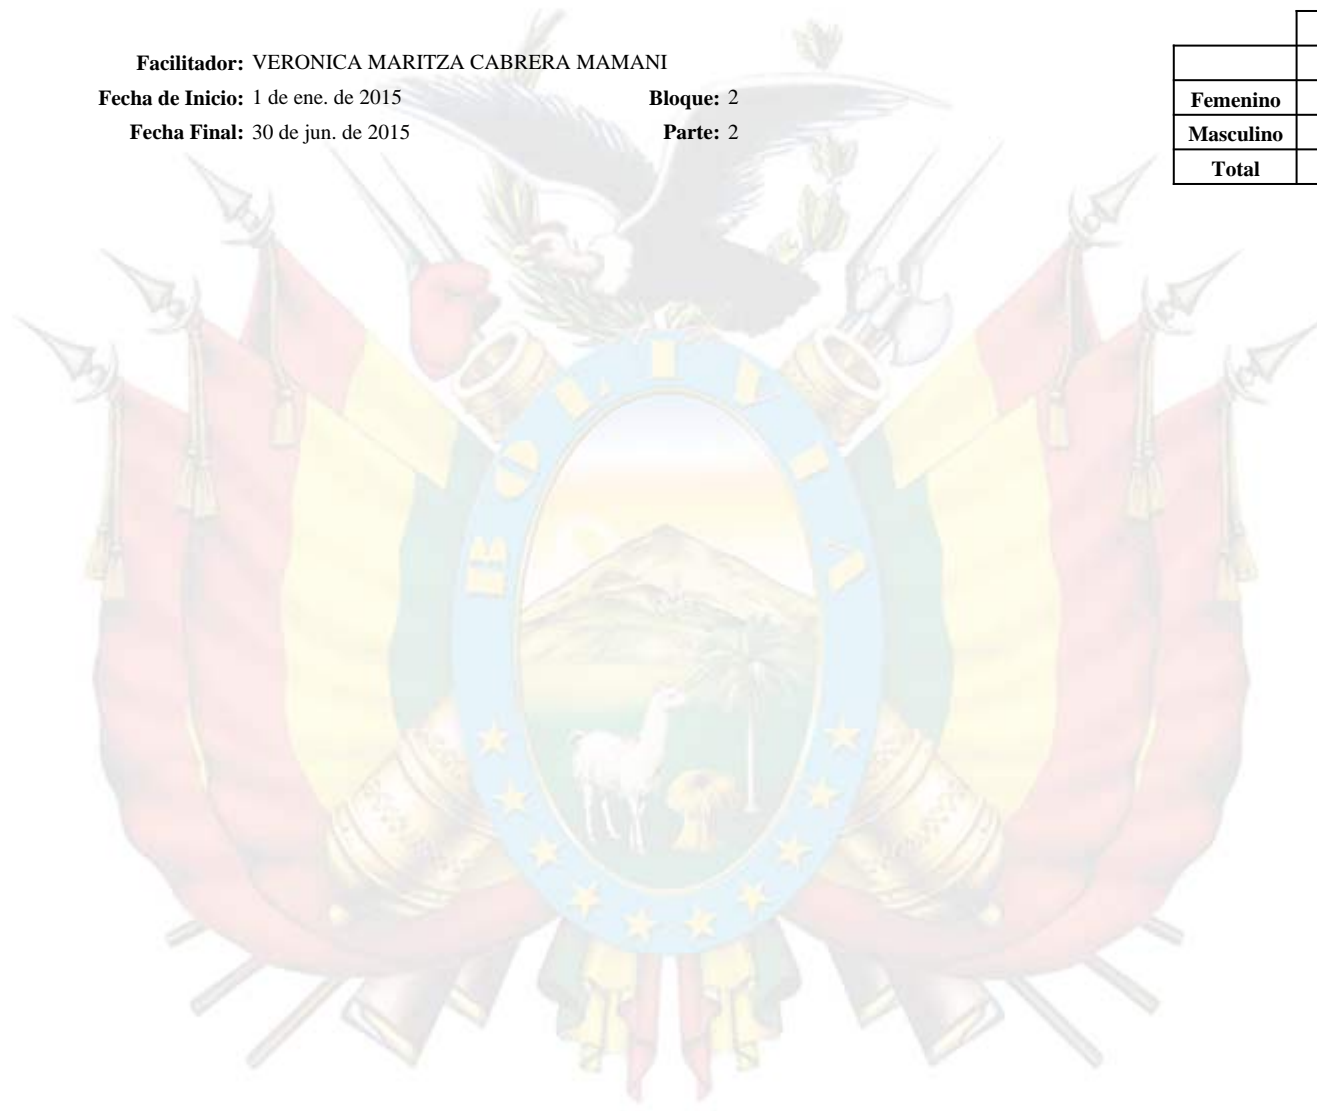 Facilitador: VERONICA MARITZA CABRERA MAMANI
Fecha de Inicio: 1 de ene. de 2015 Bloque: 2
Fecha Final: 30 de jun. de 2015 Parte: 2
Femenino
Masculino
Total
BOLIVIA